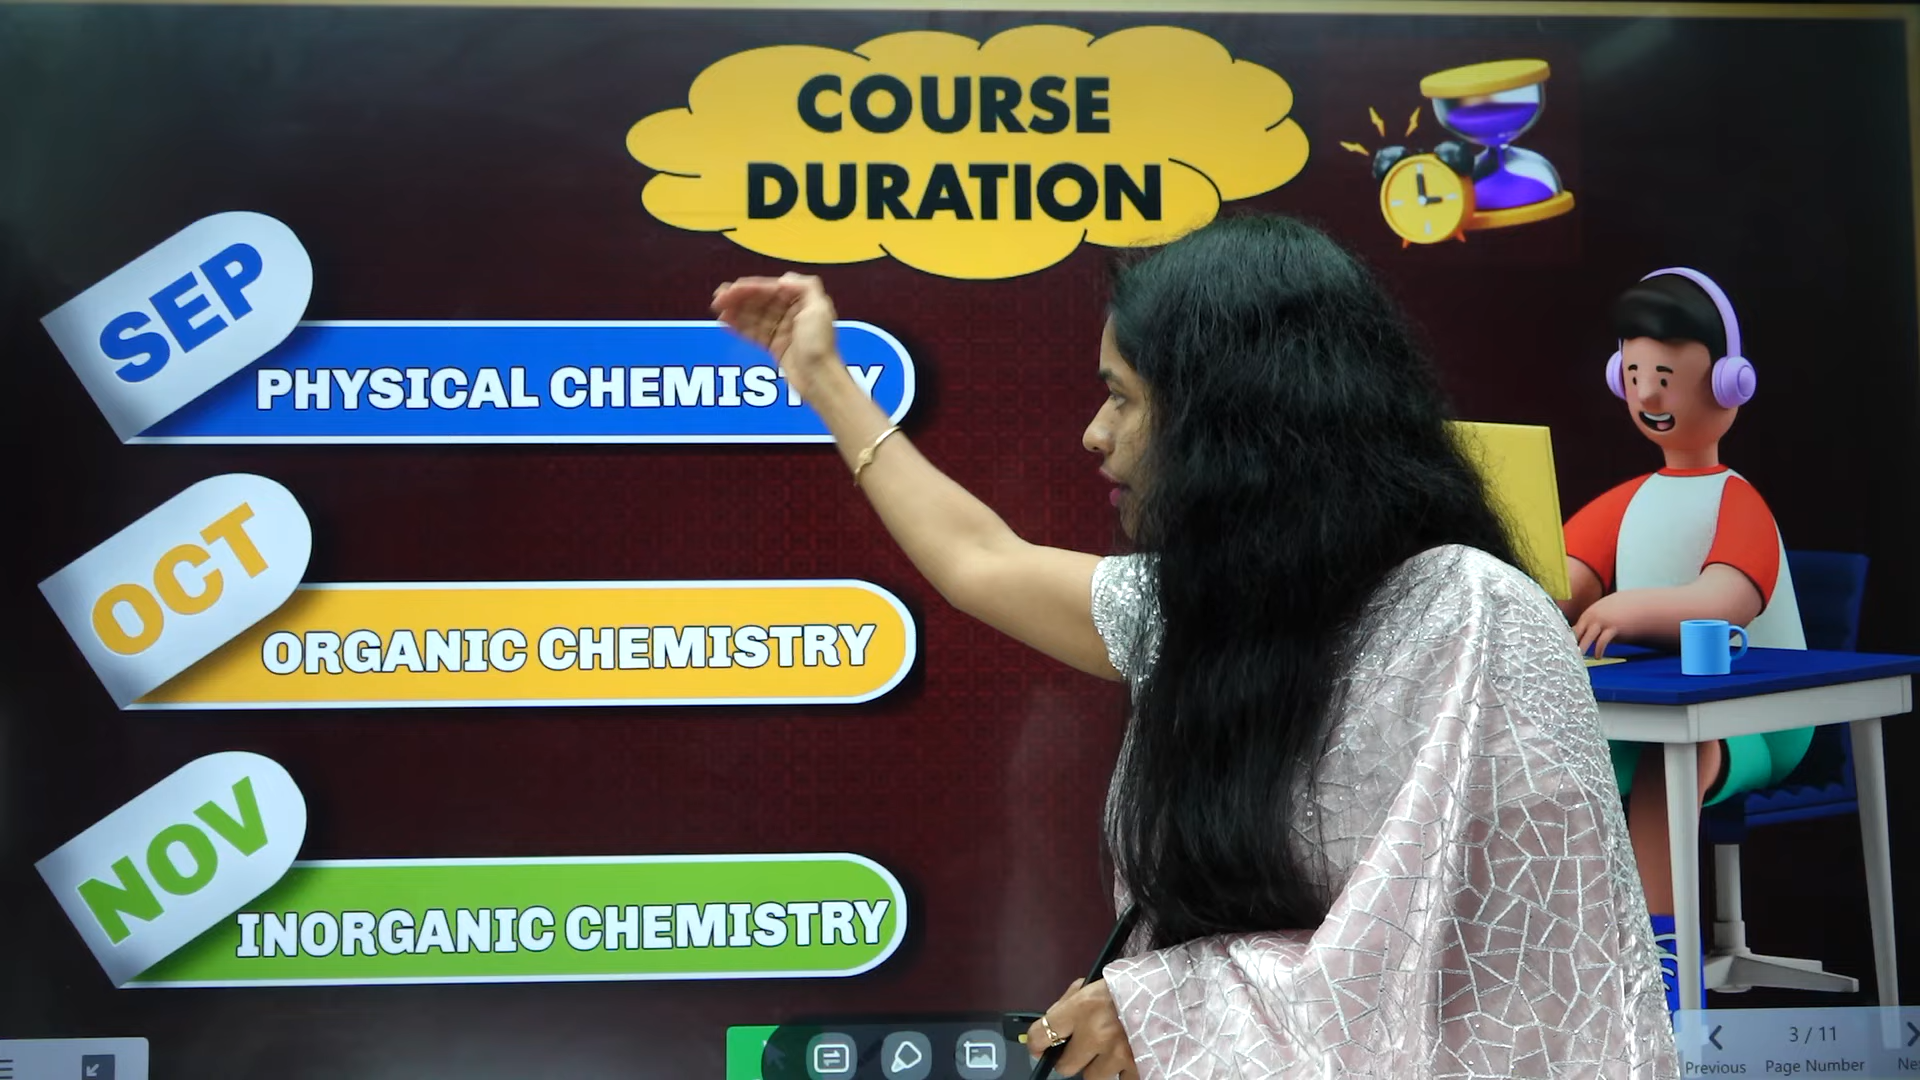 COURSE
DURATION
SEP
PHYSICAL CHEMISTRY
OCT
ORGANIC CHEMISTRY
NOV
INORGANIC CHEMISTRY
3 / 11
Previous
Page Number